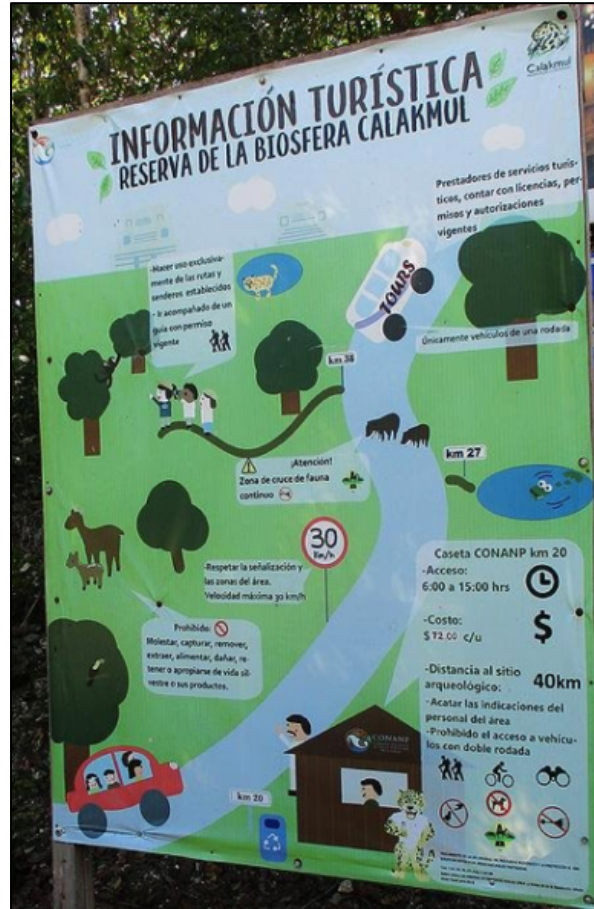 Calakmul
INFORMACIÓN TURÍSTICA
RESERVA DE LA BIOSFERA CALAKMUL
Prestadores de servicios turís-
ticos, contar con licencias, per-
misos y autorizaciones
vigentes
-Hacer uso exclusiva-
mente de las rutas y
senderos establecidos
- Ir acompañado de un
guía con permiso
vigente
TOURS
Únicamente vehículos de una rodada
km 38
¡Atención!
Zona de cruce de fauna
continuo
km 27
30
Km/h
-Respetar la señalización y
las zonas del área.
Velocidad máxima 30 km/h
Prohibido:
Molestar, capturar, remover,
extraer, alimentar, dañar, re-
tener o apropiarse de vida sil-
vestre o sus productos.
Caseta CONANP km 20
-Acceso:
6:00 a 15:00 hrs
-Costo:
$ 72.00 c/u
$
-Distancia al sitio
arqueológico: 40km
-Acatar las indicaciones del
personal del área
-Prohibido el acceso a vehícu-
los con doble rodada
CONANP
km 20